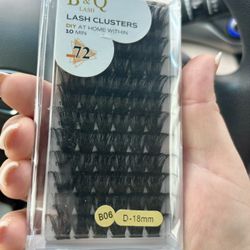 B&Q
LASH
LASH CLUSTERS
DIY AT HOME WITHIN
10 MIN
72
B06
D-18mm